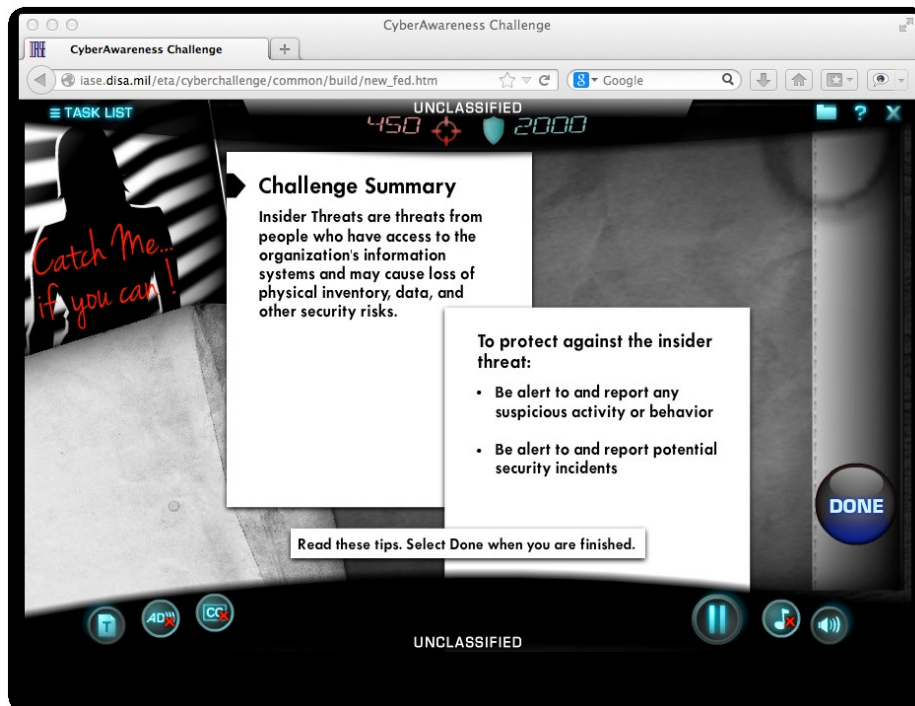 CyberAwareness Challenge
CyberAwareness Challenge
iase.disa.mil/eta/cyberchallenge/common/build/new_fed.htm
Google
TASK LIST
UNCLASSIFIED
450
2000
?
X
Catch Me...
if you can!
Challenge Summary
Insider Threats are threats from
people who have access to the
organization's information
systems and may cause loss of
physical inventory, data, and
other security risks.
To protect against the insider
threat:
• Be alert to and report any
suspicious activity or behavior
• Be alert to and report potential
security incidents
DONE
Read these tips. Select Done when you are finished.
T
AD
CC
UNCLASSIFIED